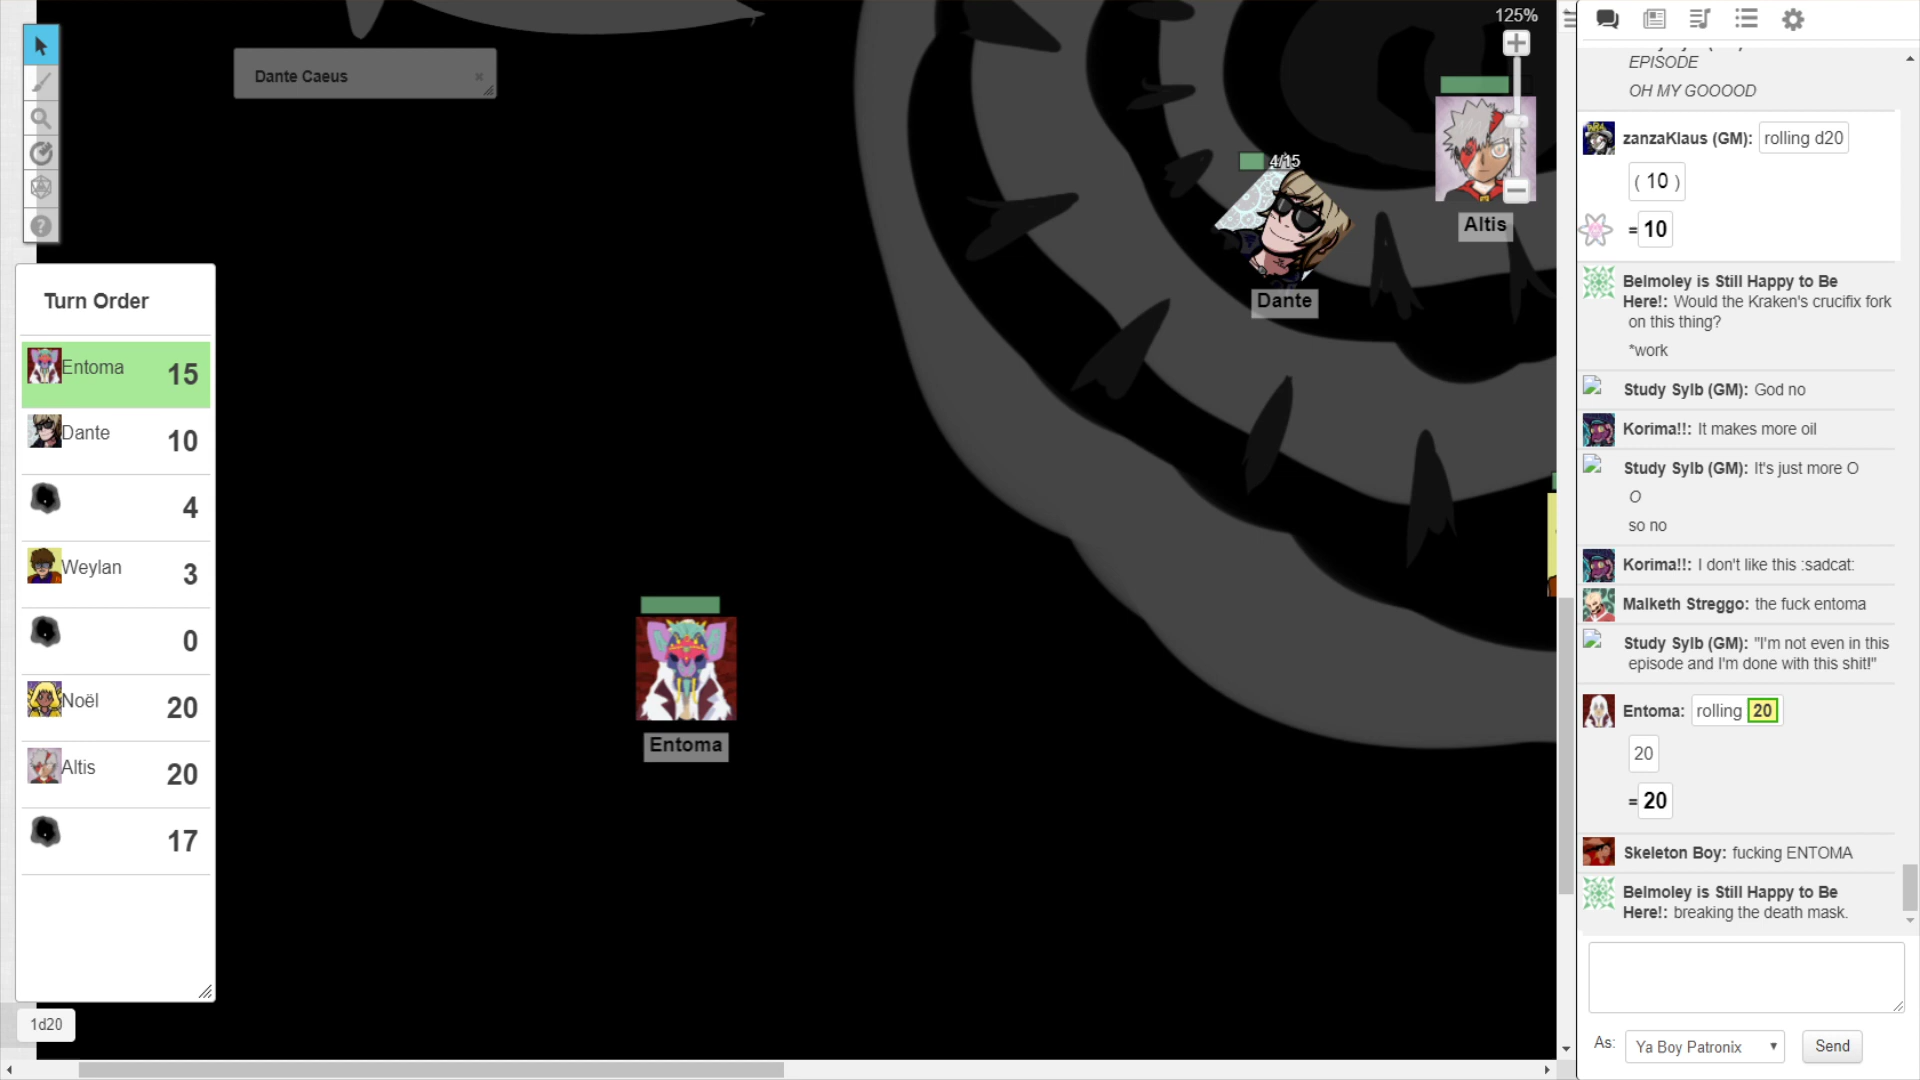 125%
Dante Caeus
4/15
Altis
Dante
Turn Order
Entoma 15
Dante 10
4
Weylan 3
0
Noël 20
Altis 20
17
Entoma
1d20
EPISODE
OH MY GOOOOD
zanzaKlaus (GM): rolling d20
( 10 )
= 10
Belmoley is Still Happy to Be
Here!: Would the Kraken's crucifix fork
on this thing?
*work
Study Sylb (GM): God no
Korima!!: It makes more oil
Study Sylb (GM): It's just more O
O
so no
Korima!!: I don't like this :sadcat:
Malketh Streggo: the fuck entoma
Study Sylb (GM): "I'm not even in this
episode and I'm done with this shit!"
Entoma: rolling 20
20
= 20
Skeleton Boy: fucking ENTOMA
Belmoley is Still Happy to Be
Here!: breaking the death mask.
As: Ya Boy Patronix Send